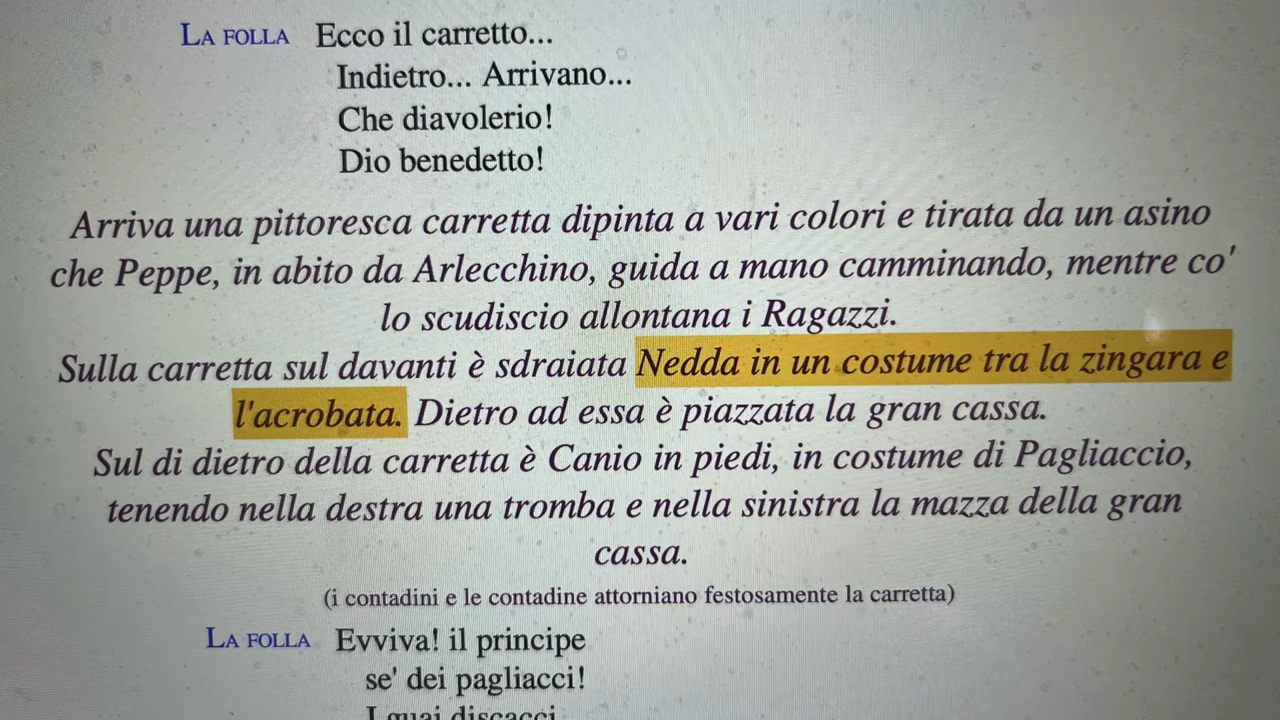 LA FOLLA Ecco il carretto...
Indietro... Arrivano...
Che diavolerio!
Dio benedetto!
Arriva una pittoresca carretta dipinta a vari colori e tirata da un asino
che Peppe, in abito da Arlecchino, guida a mano camminando, mentre co'
lo scudiscio allontana i Ragazzi.
Sulla carretta sul davanti è sdraiata Nedda in un costume tra la zingara e
l'acrobata. Dietro ad essa è piazzata la gran cassa.
Sul di dietro della carretta è Canio in piedi, in costume di Pagliaccio,
tenendo nella destra una tromba e nella sinistra la mazza della gran
cassa.
(i contadini e le contadine attorniano festosamente la carretta)
LA FOLLA Evviva! il principe
se' dei pagliacci!
I guai discacci